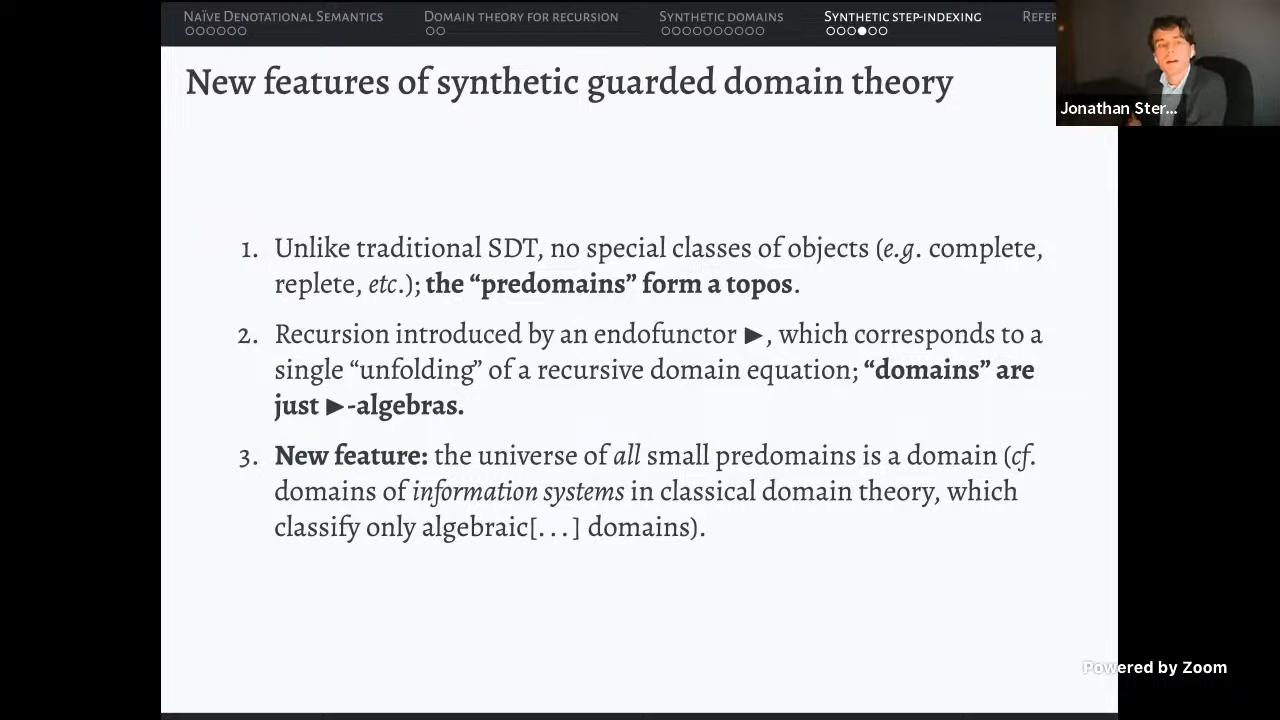 Naïve Denotational Semantics Domain theory for recursion Synthetic domains Synthetic step-indexing Refer
New features of synthetic guarded domain theory
Jonathan Ster...
1. Unlike traditional SDT, no special classes of objects (e.g. complete,
replete, etc.); the “predomains” form a topos.
2. Recursion introduced by an endofunctor ▶, which corresponds to a
single “unfolding” of a recursive domain equation; “domains” are
just ▶-algebras.
3. New feature: the universe of all small predomains is a domain (cf.
domains of information systems in classical domain theory, which
classify only algebraic[...] domains).
Powered by Zoom